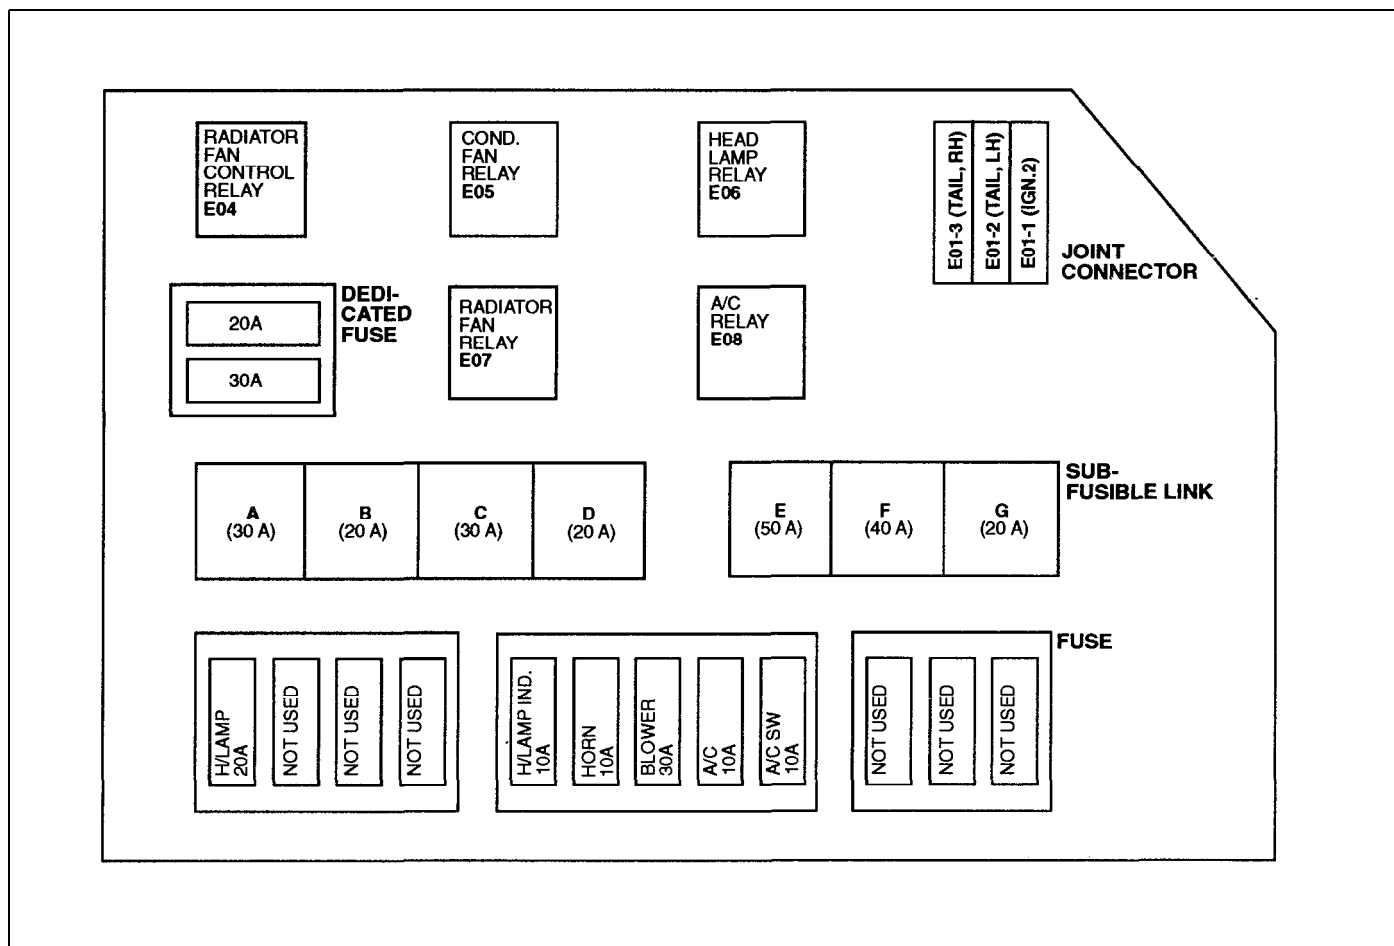 RADIATOR
FAN
CONTROL
RELAY
E04
COND.
FAN
RELAY
E05
HEAD
LAMP
RELAY
E06
E01-3 (TAIL, RH)
E01-2 (TAIL, LH)
E01-1 (IGN.2)
JOINT
CONNECTOR
20A
30A
DEDI-
CATED
FUSE
RADIATOR
FAN
RELAY
E07
A/C
RELAY
E08
A
(30 A)
B
(20 A)
C
(30 A)
D
(20 A)
E
(50 A)
F
(40 A)
G
(20 A)
SUB-
FUSIBLE LINK
H/LAMP
20A
NOT USED
NOT USED
NOT USED
H/LAMP IND.
10A
HORN
10A
BLOWER
30A
A/C
10A
A/C SW
10A
NOT USED
NOT USED
NOT USED
FUSE